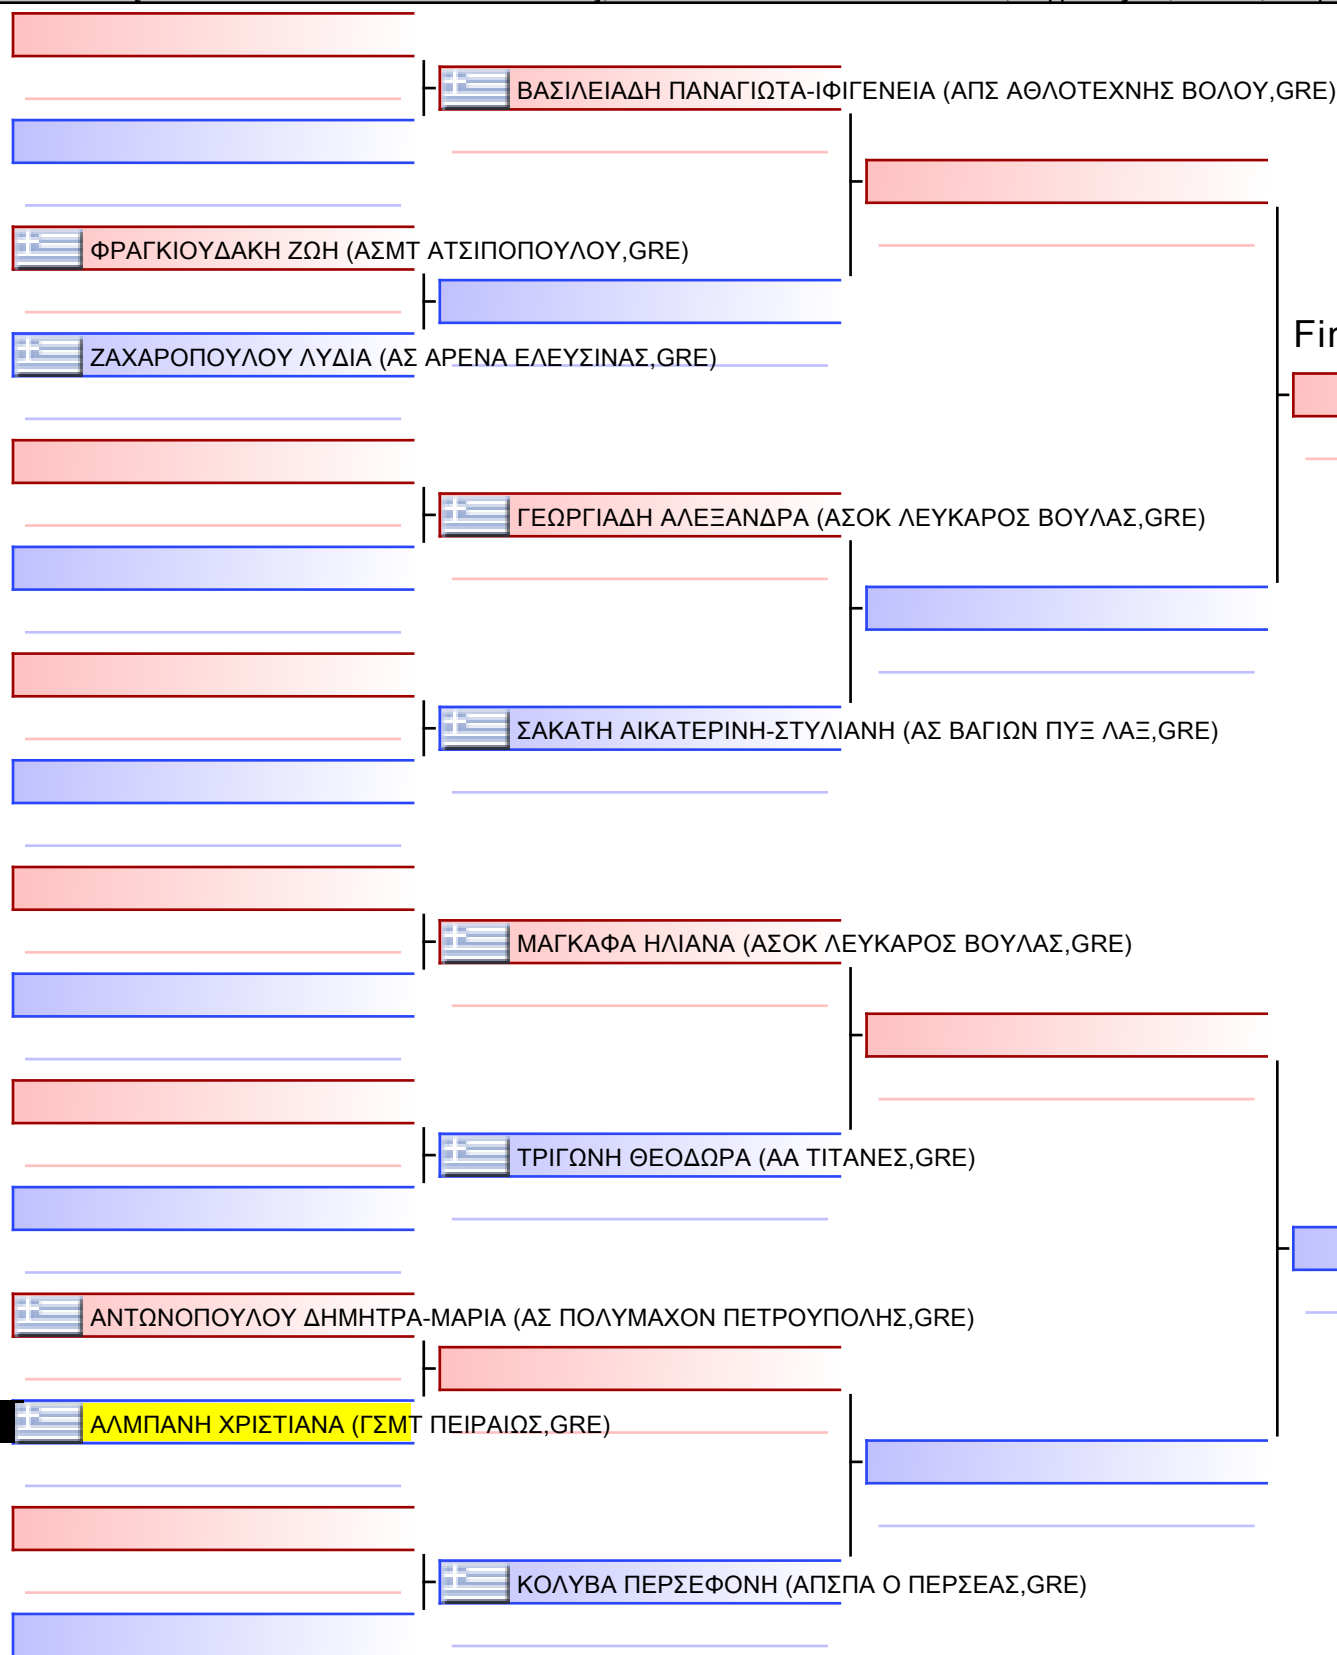 ΒΑΣΙΛΕΙΑΔΗ ΠΑΝΑΓΙΩΤΑ-ΙΦΙΓΕΝΕΙΑ (ΑΠΣ ΑΘΛΟΤΕΧΝΗΣ ΒΟΛΟΥ,GRE)
ΦΡΑΓΚΙΟΥΔΑΚΗ ΖΩΗ (ΑΣΜΤ ΑΤΣΙΠΟΠΟΥΛΟΥ,GRE)
ΖΑΧΑΡΟΠΟΥΛΟΥ ΛΥΔΙΑ (ΑΣ ΑΡΕΝΑ ΕΛΕΥΣΙΝΑΣ,GRE)
ΓΕΩΡΓΙΑΔΗ ΑΛΕΞΑΝΔΡΑ (ΑΣΟΚ ΛΕΥΚΑΡΟΣ ΒΟΥΛΑΣ,GRE)
ΣΑΚΑΤΗ ΑΙΚΑΤΕΡΙΝΗ-ΣΤΥΛΙΑΝΗ (ΑΣ ΒΑΓΙΩΝ ΠΥΞ ΛΑΞ,GRE)
ΜΑΓΚΑΦΑ ΗΛΙΑΝΑ (ΑΣΟΚ ΛΕΥΚΑΡΟΣ ΒΟΥΛΑΣ,GRE)
ΤΡΙΓΩΝΗ ΘΕΟΔΩΡΑ (ΑΑ ΤΙΤΑΝΕΣ,GRE)
ΑΝΤΩΝΟΠΟΥΛΟΥ ΔΗΜΗΤΡΑ-ΜΑΡΙΑ (ΑΣ ΠΟΛΥΜΑΧΟΝ ΠΕΤΡΟΥΠΟΛΗΣ,GRE)
ΑΛΜΠΑΝΗ ΧΡΙΣΤΙΑΝΑ (ΓΣΜΤ ΠΕΙΡΑΙΩΣ,GRE)
ΚΟΛΥΒΑ ΠΕΡΣΕΦΟΝΗ (ΑΠΣΠΑ Ο ΠΕΡΣΕΑΣ,GRE)